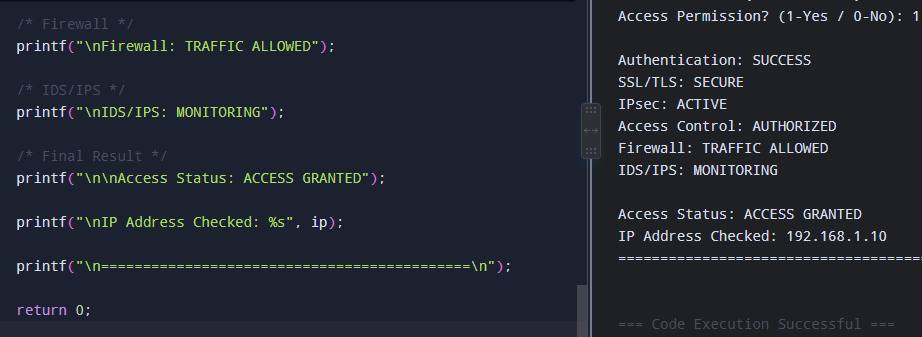 /* Firewall */
printf("\nFirewall: TRAFFIC ALLOWED");
/* IDS/IPS */
printf("\nIDS/IPS: MONITORING");
/* Final Result */
printf("\n\nAccess Status: ACCESS GRANTED");
printf("\nIP Address Checked: %s", ip);
printf("\n============================================\n");
return 0;
Access Permission? (1-Yes / 0-No): 1
Authentication: SUCCESS
SSL/TLS: SECURE
IPsec: ACTIVE
Access Control: AUTHORIZED
Firewall: TRAFFIC ALLOWED
IDS/IPS: MONITORING
Access Status: ACCESS GRANTED
IP Address Checked: 192.168.1.10
=====================================
=== Code Execution Successful ===